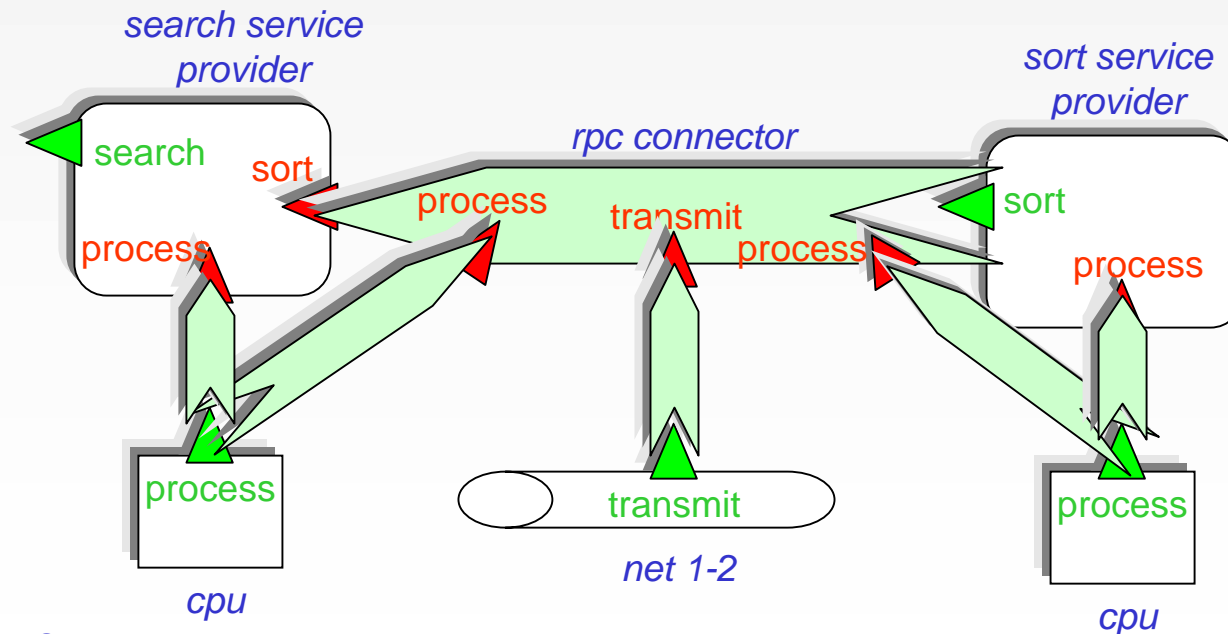 search service
provider
sort service
provider
rpc connector
search
sort
process
transmit
sort
process
process
process
process
transmit
process
net 1-2
cpu
cpu